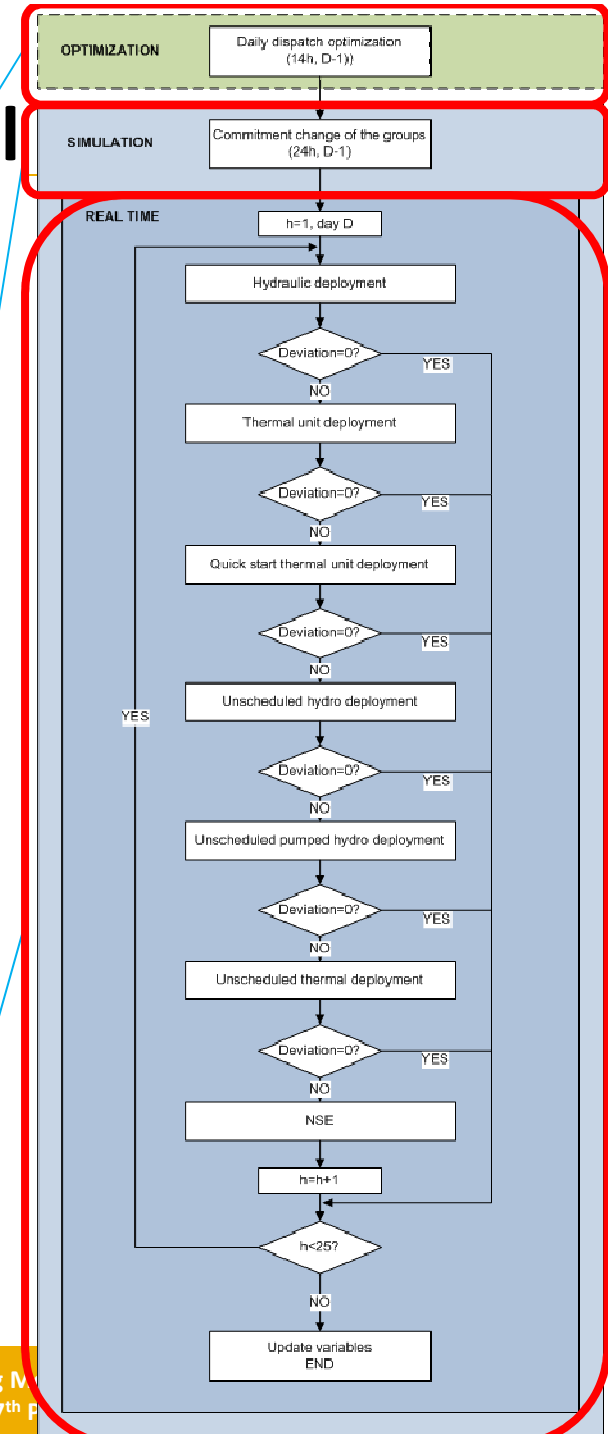 OPTIMIZATION
Daily dispatch optimization
(14h, D-1))
SIMULATION
Commitment change of the groups
(24h, D-1)
REAL TIME
h=1, day D
Hydraulic deployment
Deviation=0?
YES
NO
Thermal unit deployment
Deviation=0?
YES
NO
Quick start thermal unit deployment
Deviation=0?
YES
NO
Unscheduled hydro deployment
YES
Deviation=0?
YES
NO
Unscheduled pumped hydro deployment
Deviation=0?
YES
NO
Unscheduled thermal deployment
Deviation=0?
YES
NO
NSE
h=h+1
h<25?
NO
Update variables
END
7th